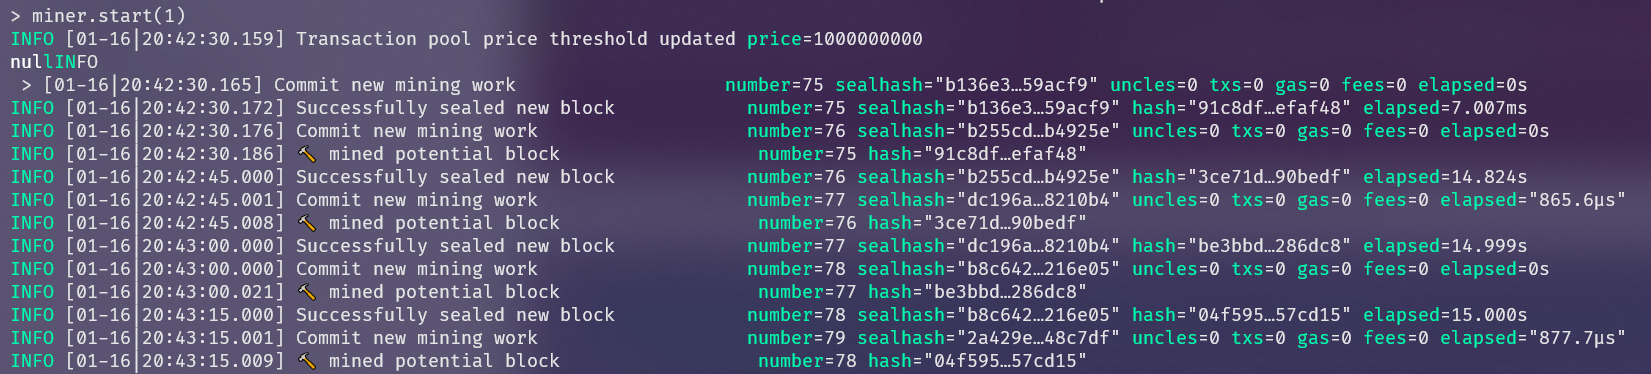 > miner.start(1)
INFO [01-16|20:42:30.159] Transaction pool price threshold updated price=1000000000
nullINFO
 > [01-16|20:42:30.165] Commit new mining work                   number=75 sealhash="b136e3…59acf9" uncles=0 txs=0 gas=0 fees=0 elapsed=0s
INFO [01-16|20:42:30.172] Successfully sealed new block            number=75 sealhash="b136e3…59acf9" hash="91c8df…efaf48" elapsed=7.007ms
INFO [01-16|20:42:30.176] Commit new mining work                   number=76 sealhash="b255cd…b4925e" uncles=0 txs=0 gas=0 fees=0 elapsed=0s
INFO [01-16|20:42:30.186] 🔨 mined potential block                  number=75 hash="91c8df…efaf48"
INFO [01-16|20:42:45.000] Successfully sealed new block            number=76 sealhash="b255cd…b4925e" hash="3ce71d…90bedf" elapsed=14.824s
INFO [01-16|20:42:45.001] Commit new mining work                   number=77 sealhash="dc196a…8210b4" uncles=0 txs=0 gas=0 fees=0 elapsed="865.6µs"
INFO [01-16|20:42:45.008] 🔨 mined potential block                  number=76 hash="3ce71d…90bedf"
INFO [01-16|20:43:00.000] Successfully sealed new block            number=77 sealhash="dc196a…8210b4" hash="be3bbd…286dc8" elapsed=14.999s
INFO [01-16|20:43:00.000] Commit new mining work                   number=78 sealhash="b8c642…216e05" uncles=0 txs=0 gas=0 fees=0 elapsed=0s
INFO [01-16|20:43:00.021] 🔨 mined potential block                  number=77 hash="be3bbd…286dc8"
INFO [01-16|20:43:15.000] Successfully sealed new block            number=78 sealhash="b8c642…216e05" hash="04f595…57cd15" elapsed=15.000s
INFO [01-16|20:43:15.001] Commit new mining work                   number=79 sealhash="2a429e…48c7df" uncles=0 txs=0 gas=0 fees=0 elapsed="877.7µs"
INFO [01-16|20:43:15.009] 🔨 mined potential block                  number=78 hash="04f595…57cd15"